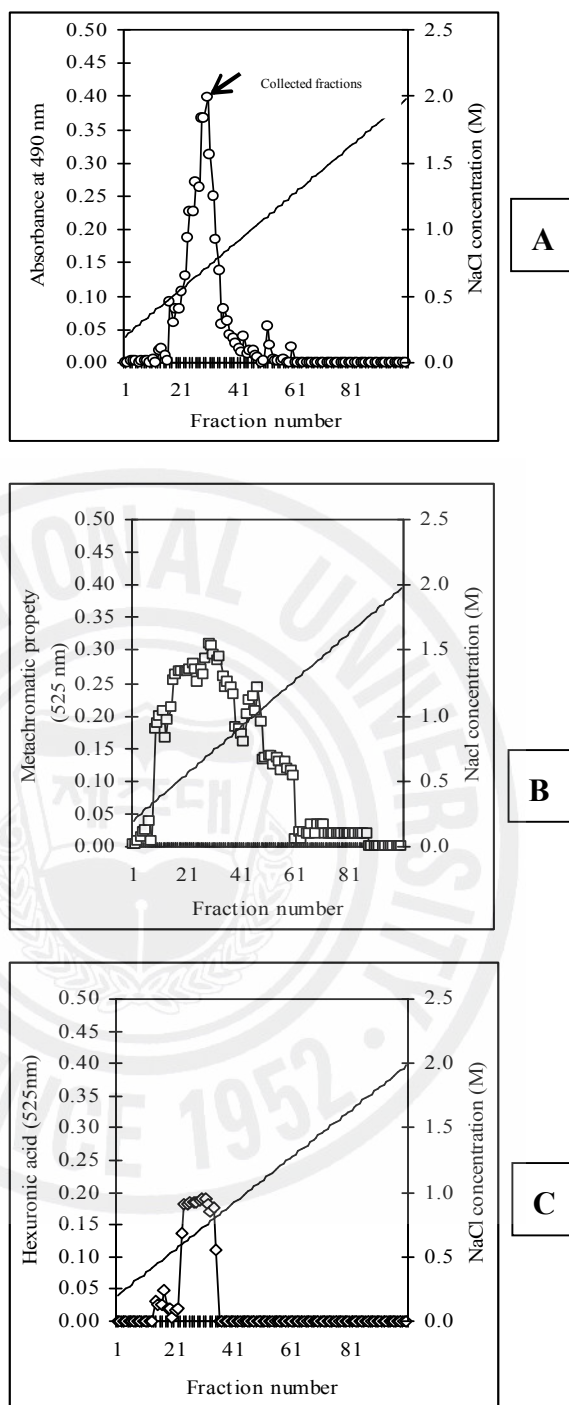 0.50
0.45
0.40
0.35
0.30
0.25
0.20
0.15
0.10
0.05
0.00
Absorbance at 490 nm
Collected fractions
2.5
2.0
1.5
1.0
0.5
0.0
NaCl concentration (M)
1 21 41 61 81
Fraction number
A
0.50
0.45
0.40
0.35
0.30
0.25
0.20
0.15
0.10
0.05
0.00
Metachromatic propety
(525 nm)
2.5
2.0
1.5
1.0
0.5
0.0
Nacl concentration (M)
1 21 41 61 81
Fraction number
B
0.50
0.45
0.40
0.35
0.30
0.25
0.20
0.15
0.10
0.05
0.00
Hexuronic acid (525nm)
2.5
2.0
1.5
1.0
0.5
0.0
NaCl concentration (M)
1 21 41 61 81
Fraction number
C
NATIONAL UNIVERSITY
제주대
SINCE 1952